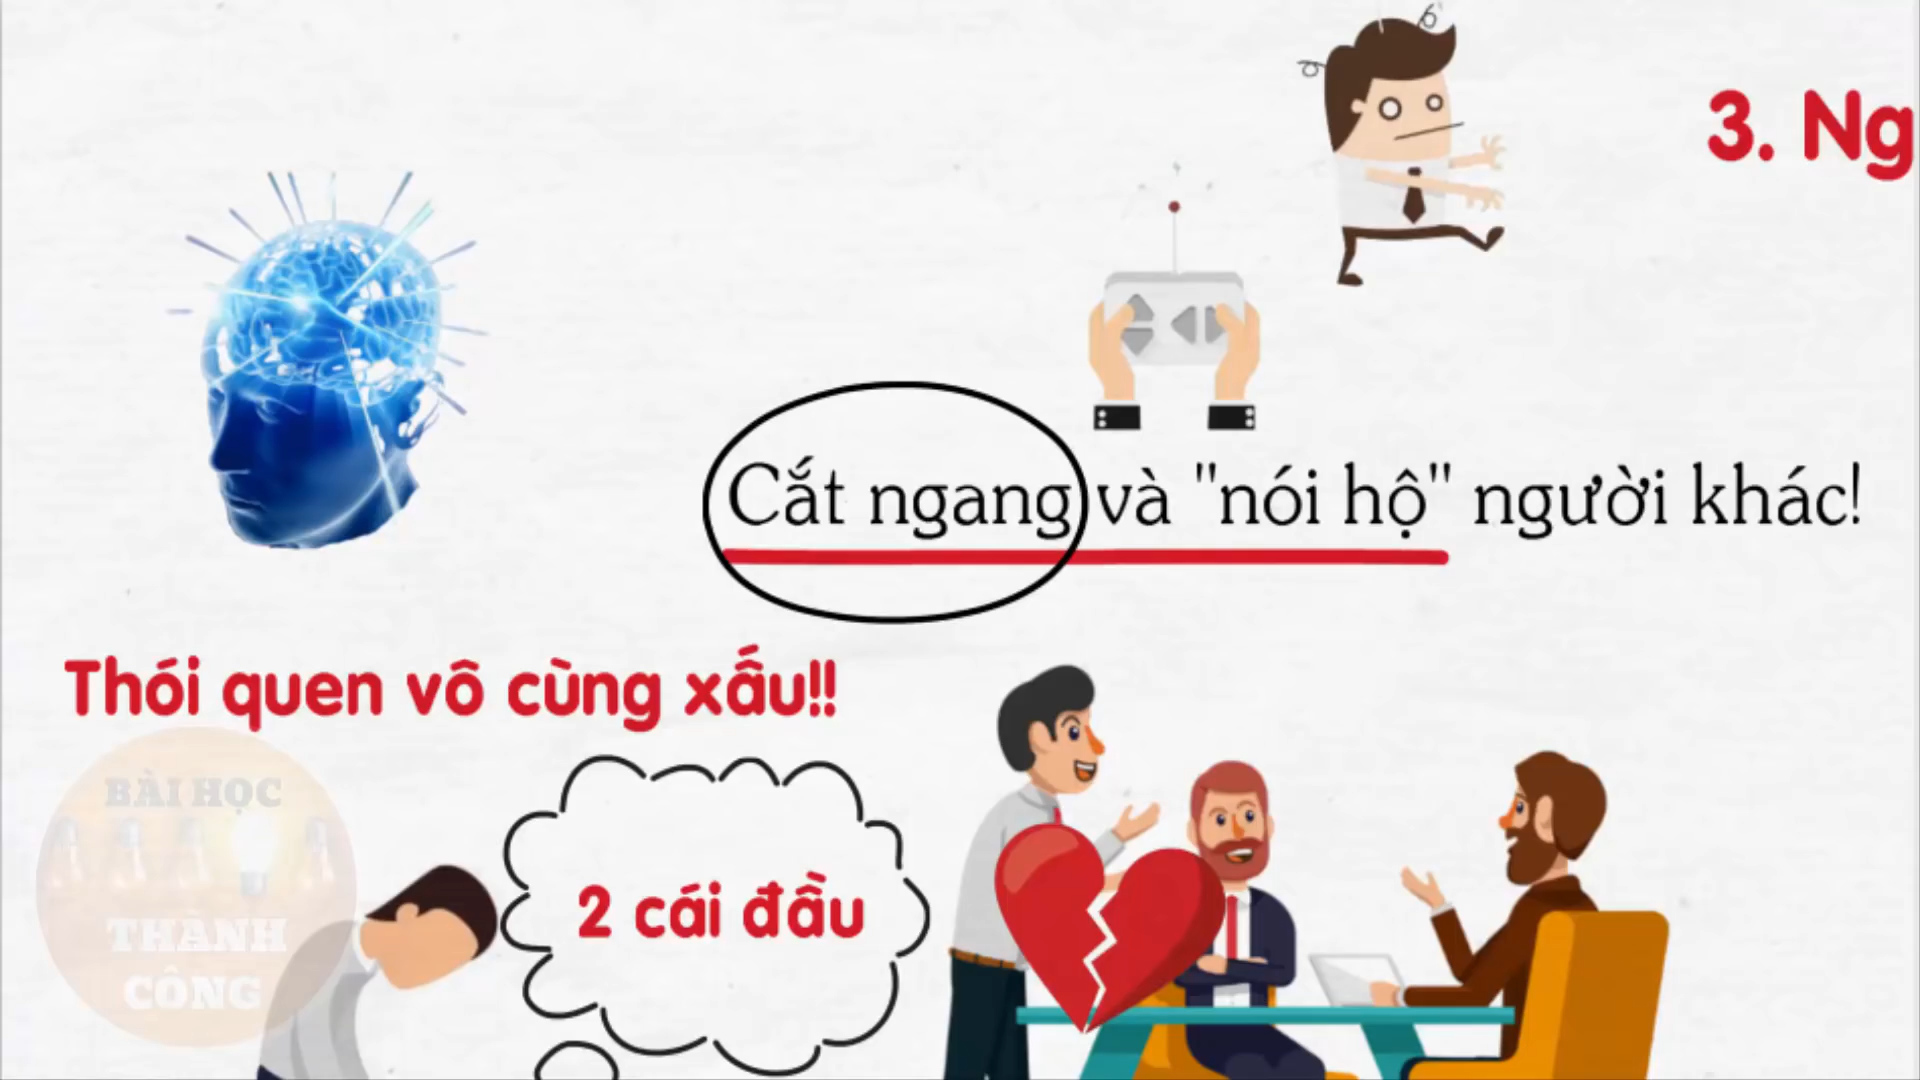 3. Ng
Cắt ngang và "nói hộ" người khác!
Thói quen vô cùng xấu!!
BÀI HỌC
THÀNH
CÔNG
2 cái đầu